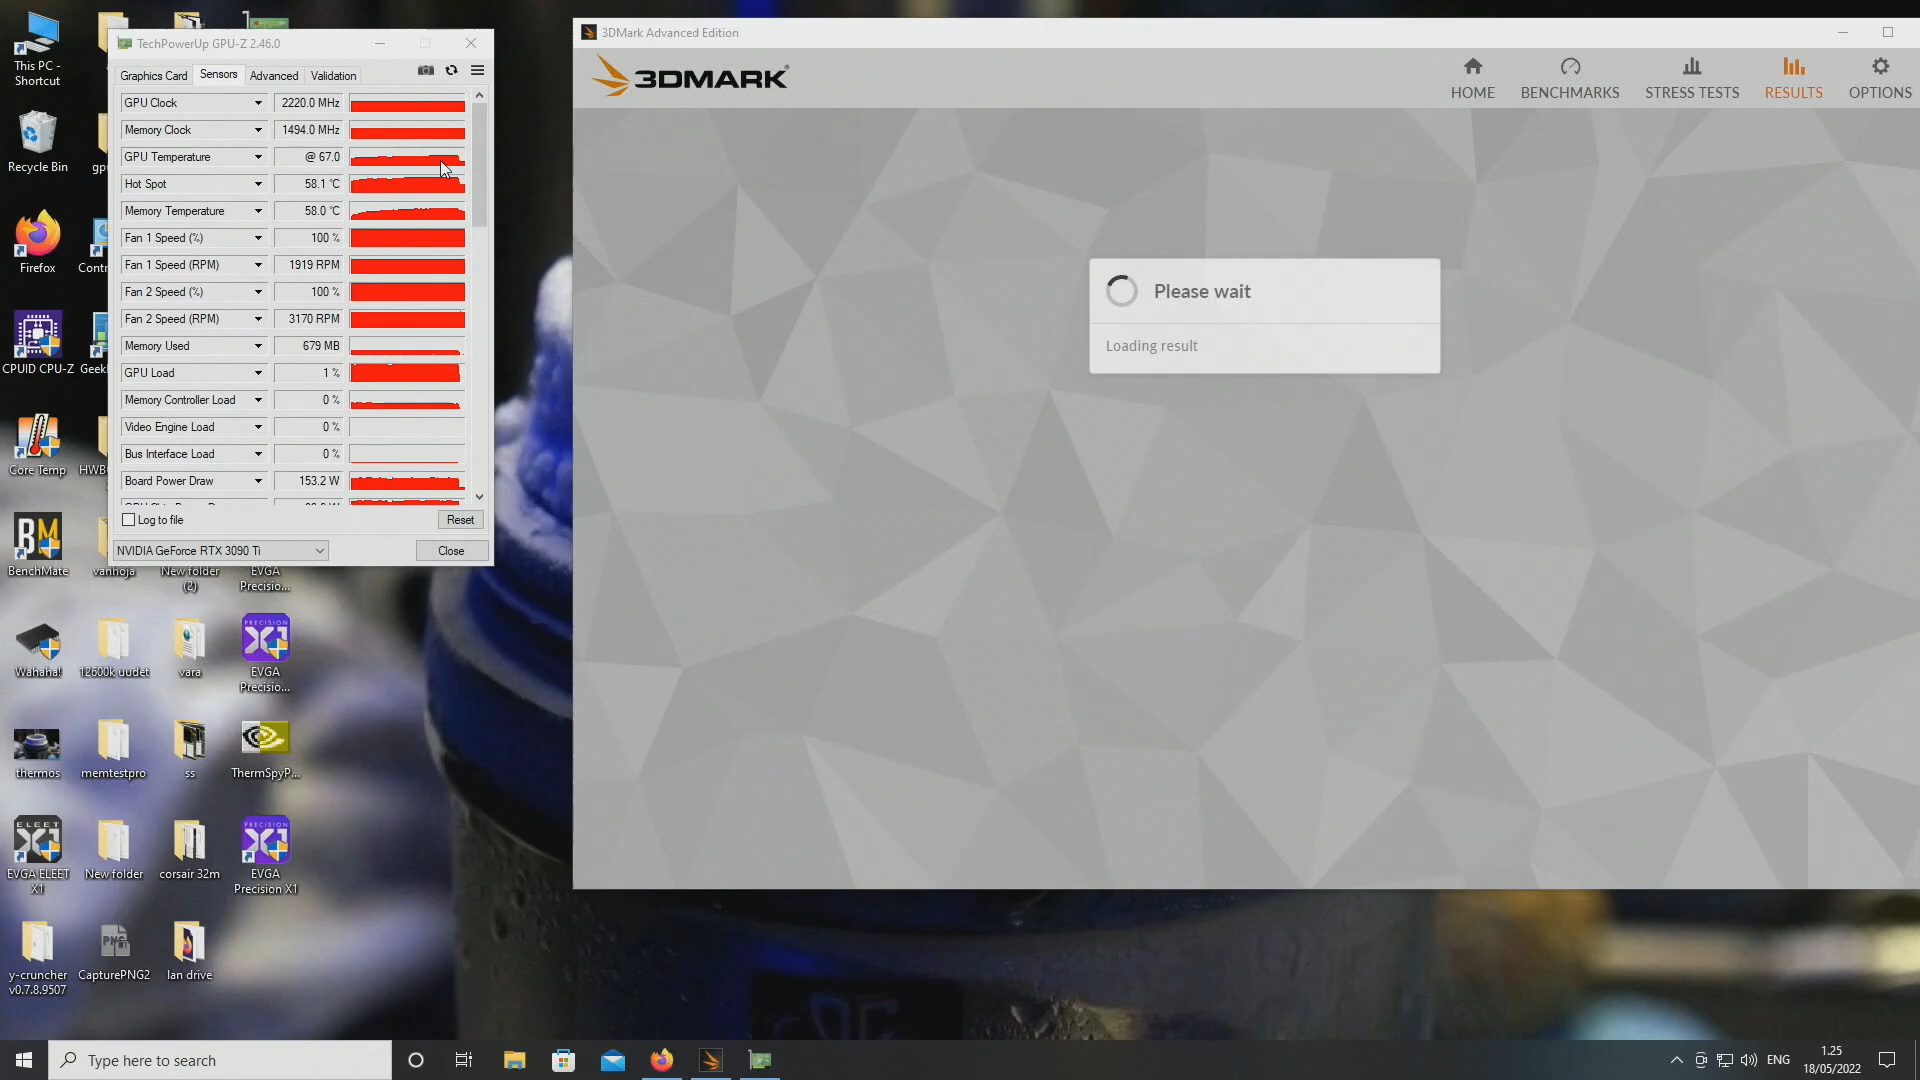 This PC -
Shortcut
Recycle Bin
Firefox
CPUID CPU-Z
Core Temp
BenchMate
vanhoja
New folder
(2)
EVGA
Precisio...
Wahaha!
12600k uudet
vara
EVGA
Precisio...
thermos
memtestpro
ss
ThermSpyP...
EVGA ELEET
X1
New folder
corsair 32m
EVGA
Precision X1
y-cruncher
v0.7.8.9507
CapturePNG2
lan drive
TechPowerUp GPU-Z 2.46.0
Graphics Card
Sensors
Advanced
Validation
GPU Clock 2220.0 MHz
Memory Clock 1494.0 MHz
GPU Temperature @ 67.0
Hot Spot 58.1 °C
Memory Temperature 58.0 °C
Fan 1 Speed (%) 100 %
Fan 1 Speed (RPM) 1919 RPM
Fan 2 Speed (%) 100 %
Fan 2 Speed (RPM) 3170 RPM
Memory Used 679 MB
GPU Load 1 %
Memory Controller Load 0 %
Video Engine Load 0 %
Bus Interface Load 0 %
Board Power Draw 153.2 W
Log to file
Reset
NVIDIA GeForce RTX 3090 Ti
Close
3DMark Advanced Edition
3DMARK®
HOME
BENCHMARKS
STRESS TESTS
RESULTS
OPTIONS
Please wait
Loading result
Type here to search
ENG
1.25
18/05/2022